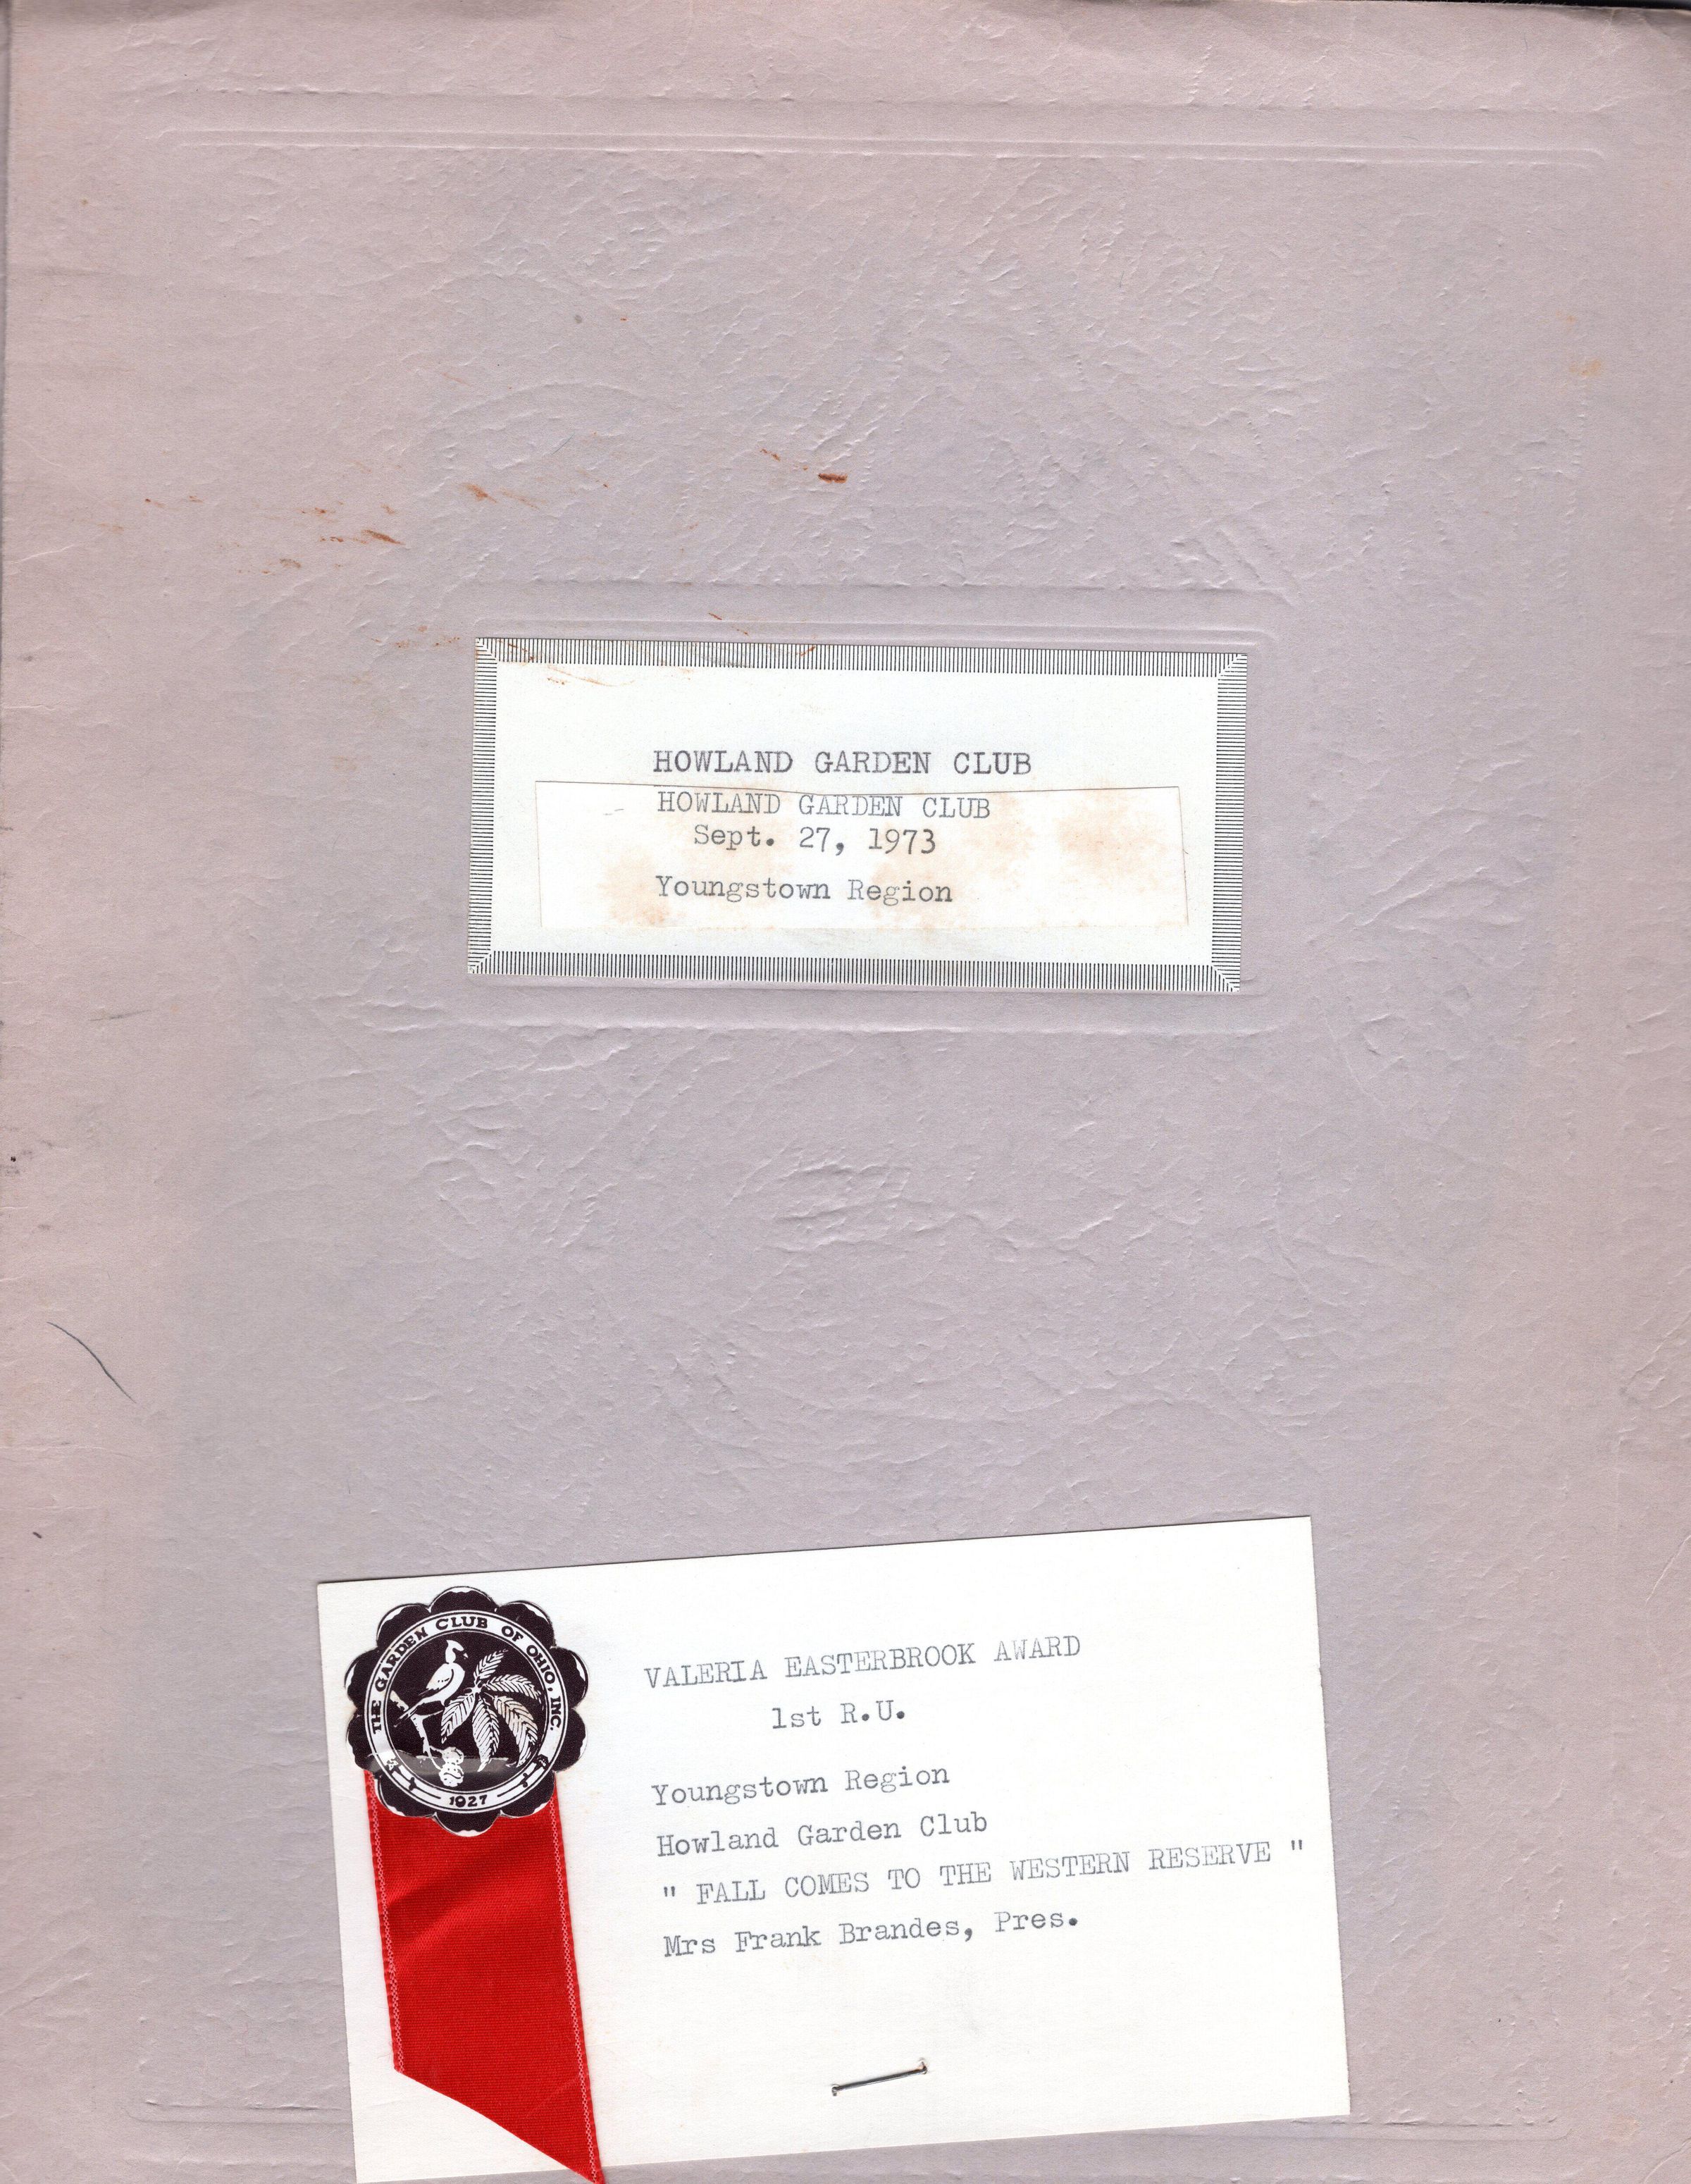 HOWLAND GARDEN CLUB
HOWLAND GARDEN CLUB
Sept. 27, 1973
Youngstown Region
THE GARDEN CLUB OF OHIO, INC.
1927
VALERIA EASTERBROOK AWARD
1st R.U.
Youngstown Region
Howland Garden Club
" FALL COMES TO THE WESTERN RESERVE "
Mrs Frank Brandes, Pres.